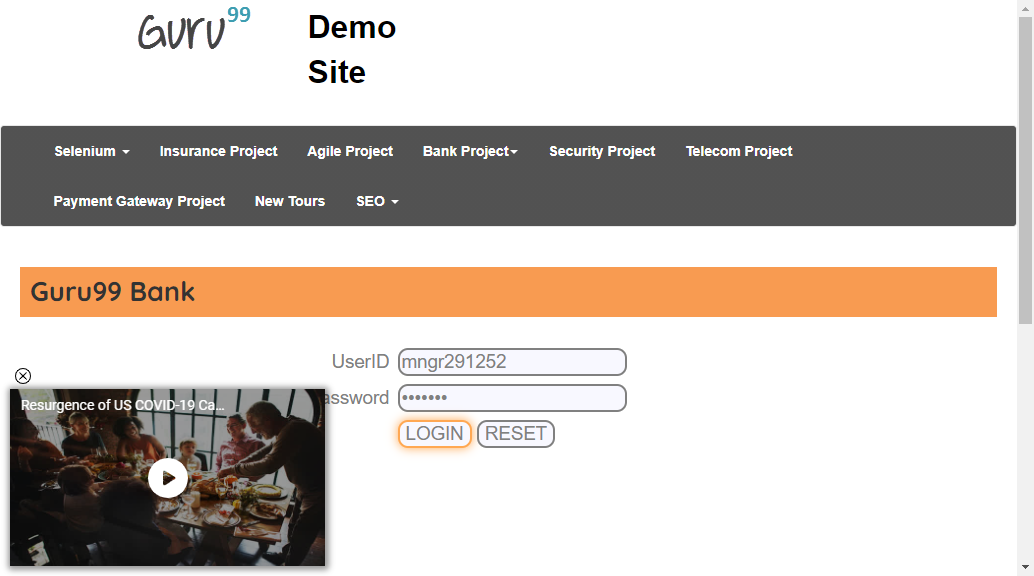 Guru99
Demo
Site
Selenium
Insurance Project
Agile Project
Bank Project
Security Project
Telecom Project
Payment Gateway Project
New Tours
SEO
Guru99 Bank
UserID
mngr291252
assword
•••••••
LOGIN
RESET
Resurgence of US COVID-19 Ca...